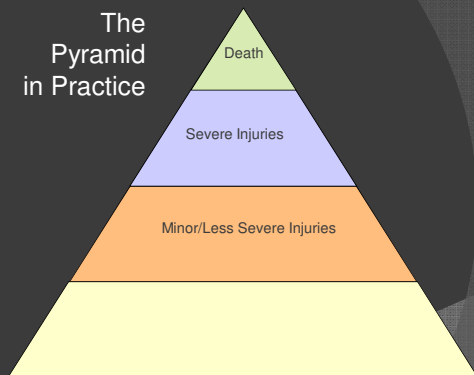 The
Pyramid
in Practice
Death
Severe Injuries
Minor/Less Severe Injuries